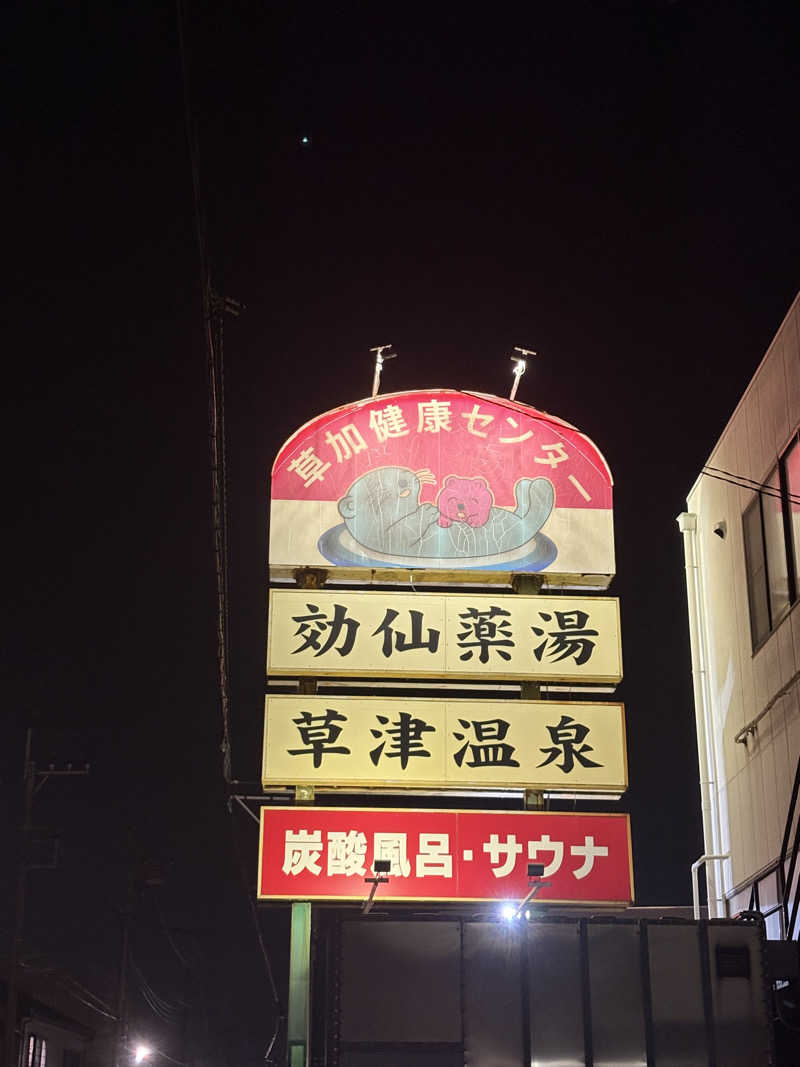 草加健康センター
効仙薬湯
草津温泉
炭酸風呂・サウナ